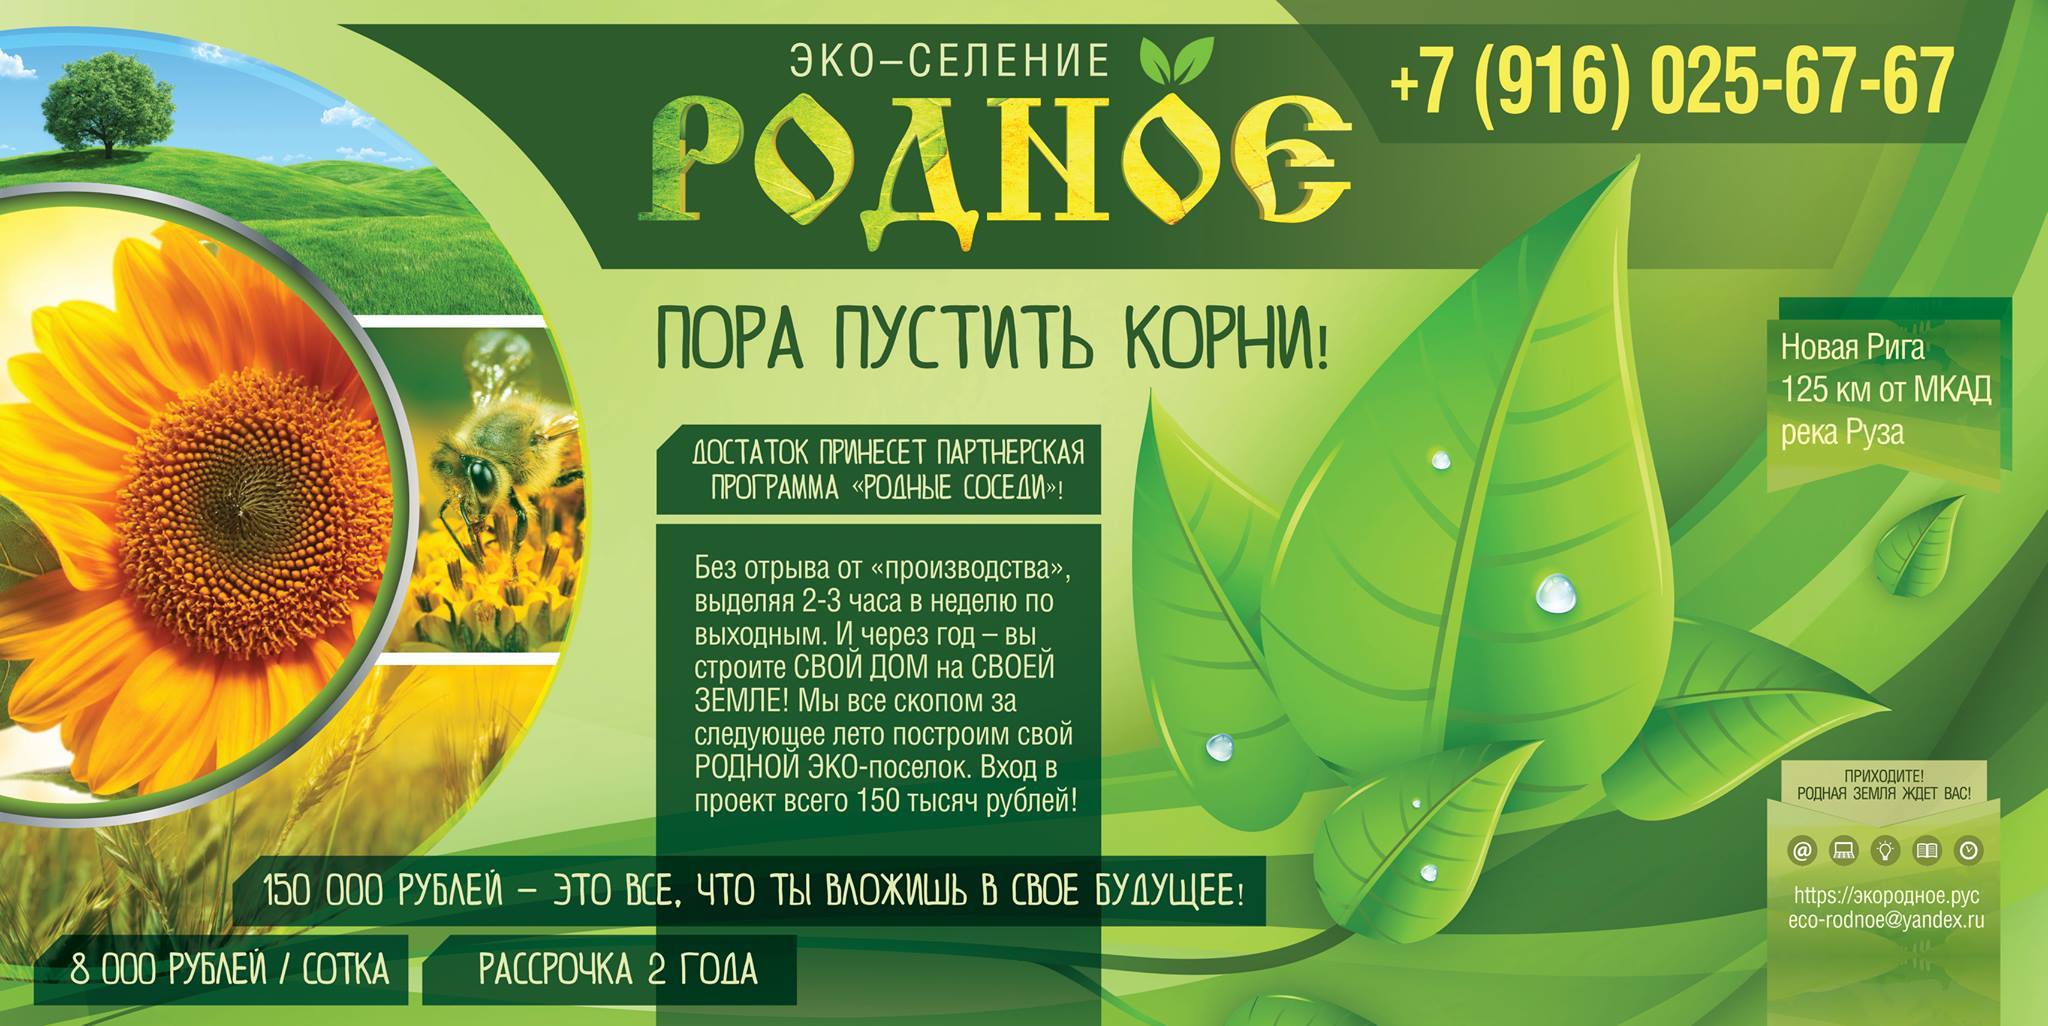 ЭКО-СЕЛЕНИЕ
РОДНОЕ
+7 (916) 025-67-67
ПОРА ПУСТИТЬ КОРНИ!
Новая Рига
125 км от МКАД
река Руза
ДОСТАТОК ПРИНЕСЕТ ПАРТНЕРСКАЯ
ПРОГРАММА «РОДНЫЕ СОСЕДИ»!
Без отрыва от «производства»,
выделяя 2-3 часа в неделю по
выходным. И через год – вы
строите СВОЙ ДОМ на СВОЕЙ
ЗЕМЛЕ! Мы все скопом за
следующее лето построим свой
РОДНОЙ ЭКО-поселок. Вход в
проект всего 150 тысяч рублей!
150 000 РУБЛЕЙ – ЭТО ВСЕ, ЧТО ТЫ ВЛОЖИШЬ В СВОЕ БУДУЩЕЕ!
8 000 РУБЛЕЙ / СОТКА
РАССРОЧКА 2 ГОДА
ПРИХОДИТЕ!
РОДНАЯ ЗЕМЛЯ ЖДЕТ ВАС!
https://экородное.рус
eco-rodnoe@yandex.ru